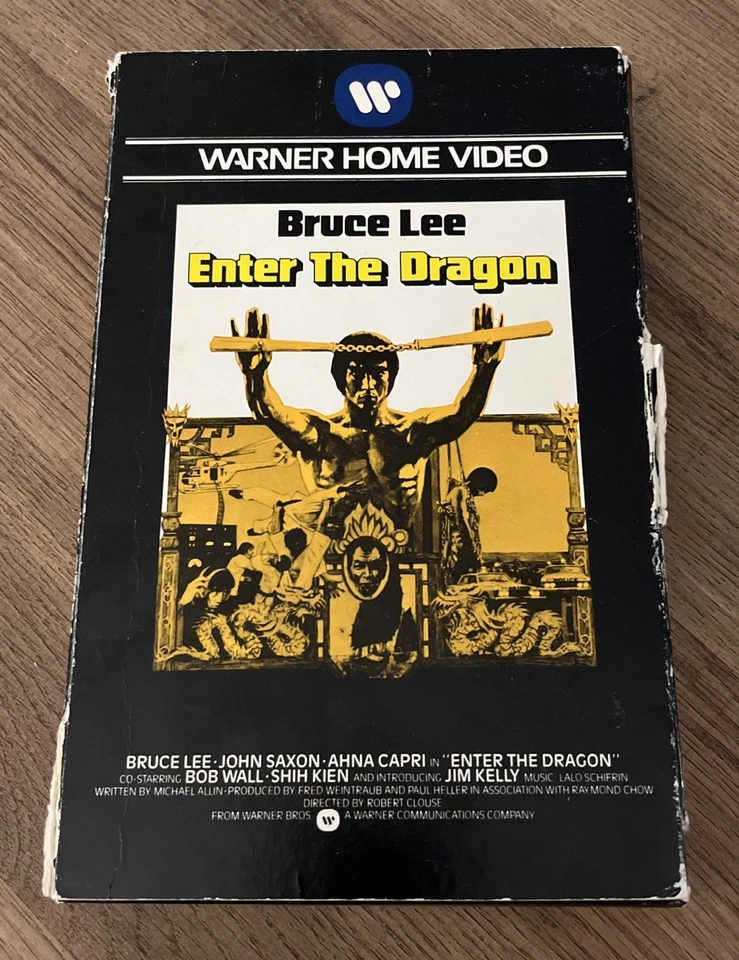 WARNER HOME VIDEO
Bruce Lee
Enter The Dragon
BRUCE LEE · JOHN SAXON · AHNA CAPRI IN "ENTER THE DRAGON"
CO-STARRING BOB WALL · SHIH KIEN AND INTRODUCING JIM KELLY MUSIC: LALO SCHIFRIN
WRITTEN BY MICHAEL ALLIN · PRODUCED BY FRED WEINTRAUB AND PAUL HELLER IN ASSOCIATION WITH RAYMOND CHOW
DIRECTED BY ROBERT CLOUSE
FROM WARNER BROS. A WARNER COMMUNICATIONS COMPANY